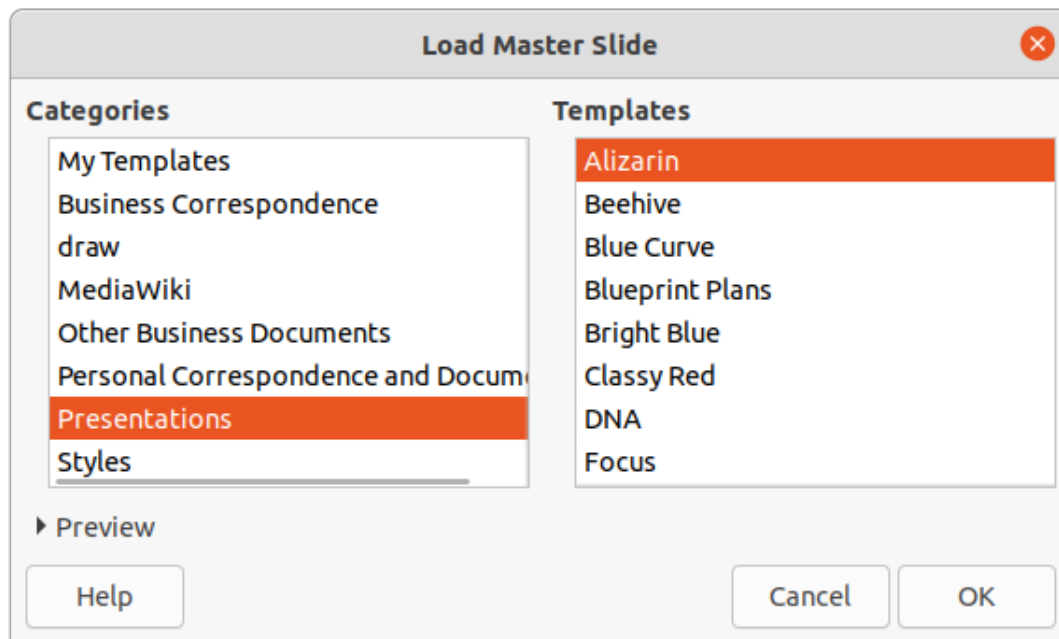 Load Master Slide
Categories
My Templates
Business Correspondence
draw
MediaWiki
Other Business Documents
Personal Correspondence and Docum
Presentations
Styles
Templates
Alizarin
Beehive
Blue Curve
Blueprint Plans
Bright Blue
Classy Red
DNA
Focus
Preview
Help
Cancel
OK